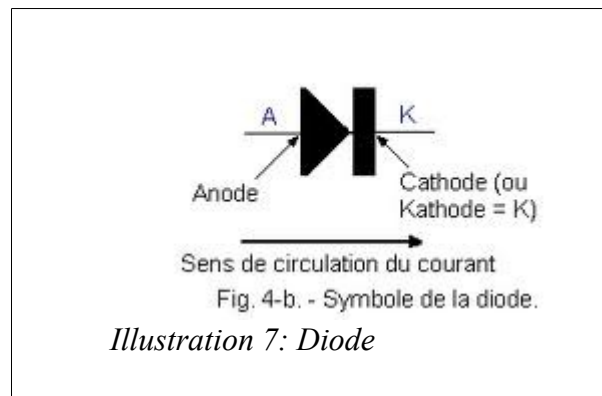 A K
Anode
Cathode (ou
Kathode = K)
Sens de circulation du courant
Fig. 4-b. - Symbole de la diode.
Illustration 7: Diode